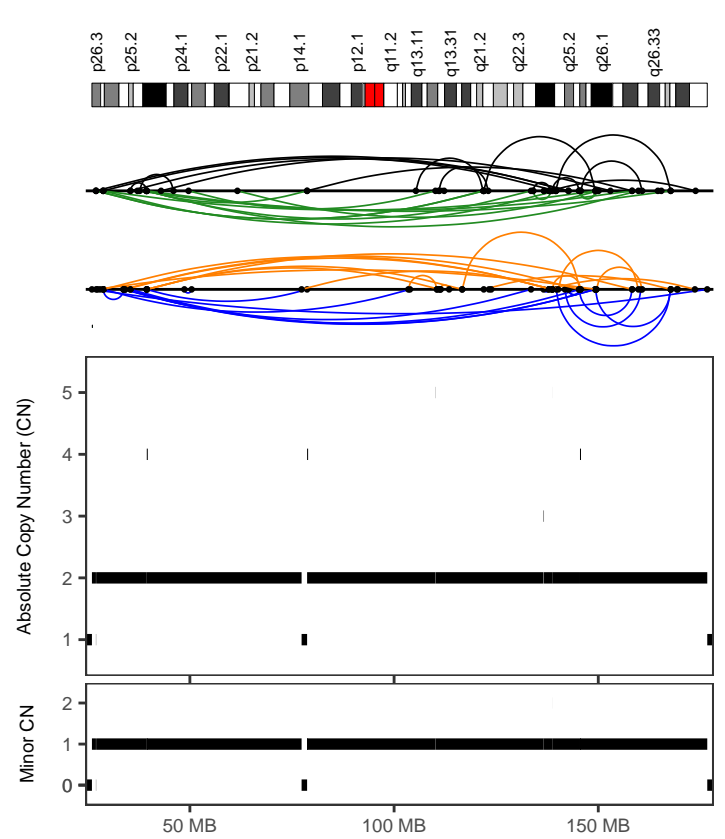 p26.3 p25.2 p24.1 p22.1 p21.2 p14.1 p12.1 q11.2 q13.11 q13.31 q21.2 q22.3 q25.2 q26.1 q26.33
Absolute Copy Number (CN)
5
4
3
2
1
Minor CN
2
1
0
50 MB 100 MB 150 MB